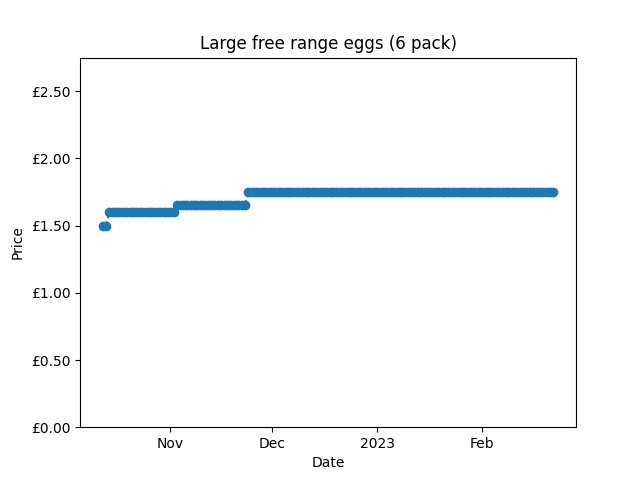 Large free range eggs (6 pack)
£2.50
£2.00
£1.50
£1.00
£0.50
£0.00
Price
Nov Dec 2023 Feb
Date